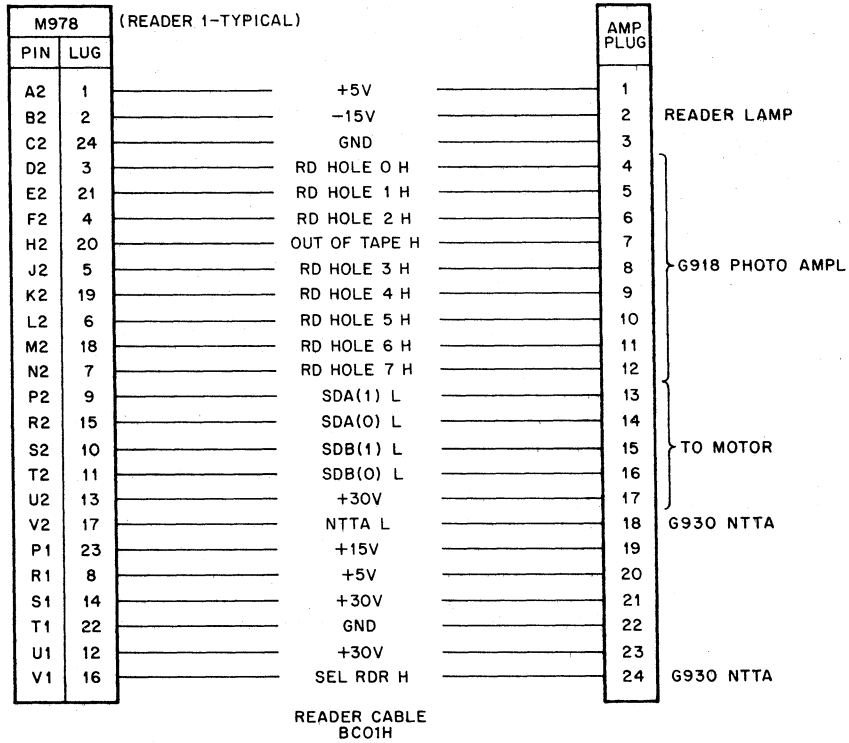 M978 (READER 1-TYPICAL) AMP PLUG
PIN LUG
A2 1 +5V 1
B2 2 -15V 2 READER LAMP
C2 24 GND 3
D2 3 RD HOLE 0 H 4
E2 21 RD HOLE 1 H 5
F2 4 RD HOLE 2 H 6
H2 20 OUT OF TAPE H 7
J2 5 RD HOLE 3 H 8 G918 PHOTO AMPL
K2 19 RD HOLE 4 H 9
L2 6 RD HOLE 5 H 10
M2 18 RD HOLE 6 H 11
N2 7 RD HOLE 7 H 12
P2 9 SDA(1) L 13
R2 15 SDA(0) L 14
S2 10 SDB(1) L 15 TO MOTOR
T2 11 SDB(0) L 16
U2 13 +30V 17
V2 17 NTTA L 18 G930 NTTA
P1 23 +15V 19
R1 8 +5V 20
S1 14 +30V 21
T1 22 GND 22
U1 12 +30V 23
V1 16 SEL RDR H 24 G930 NTTA
READER CABLE
BC01H